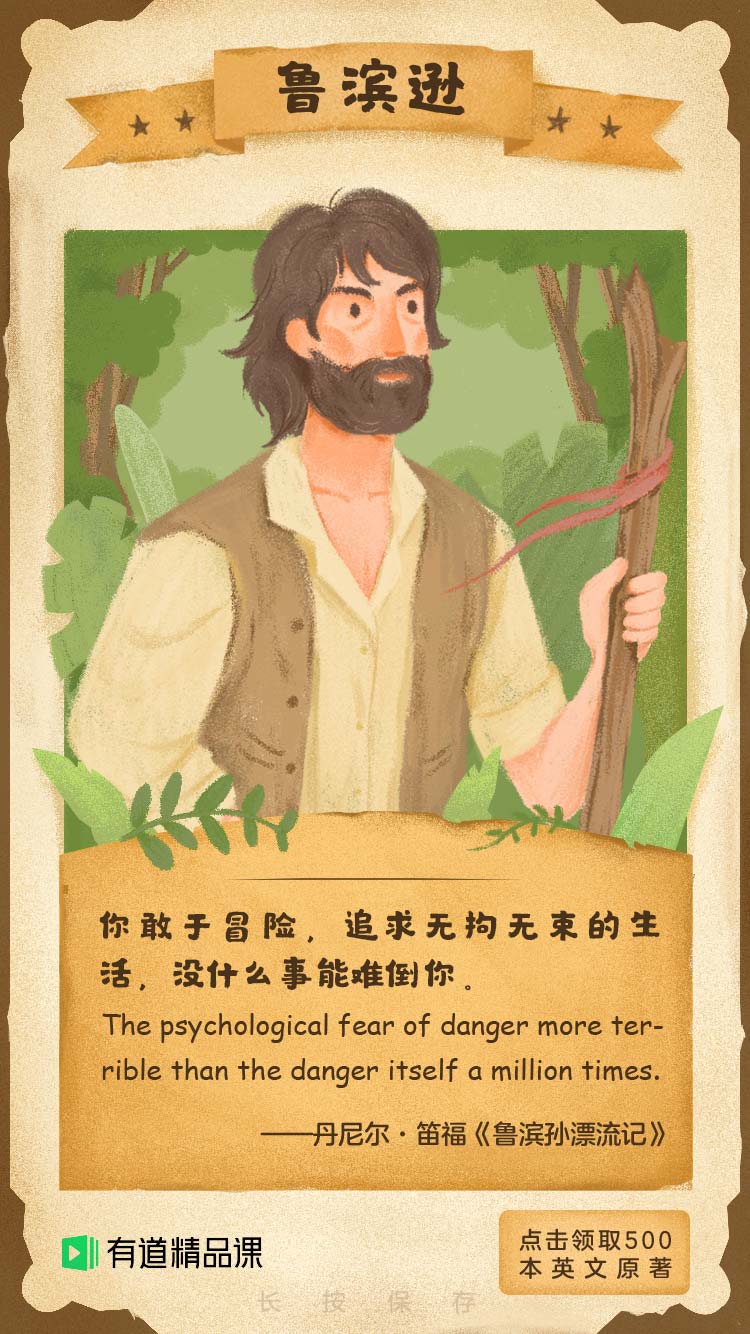 鲁滨逊
你敢于冒险，追求无拘无束的生
活，没什么事能难倒你。
The psychological fear of danger more ter-
rible than the danger itself a million times.
——丹尼尔·笛福《鲁滨孙漂流记》
有道精品课
点击领取500
本英文原著
长按保存